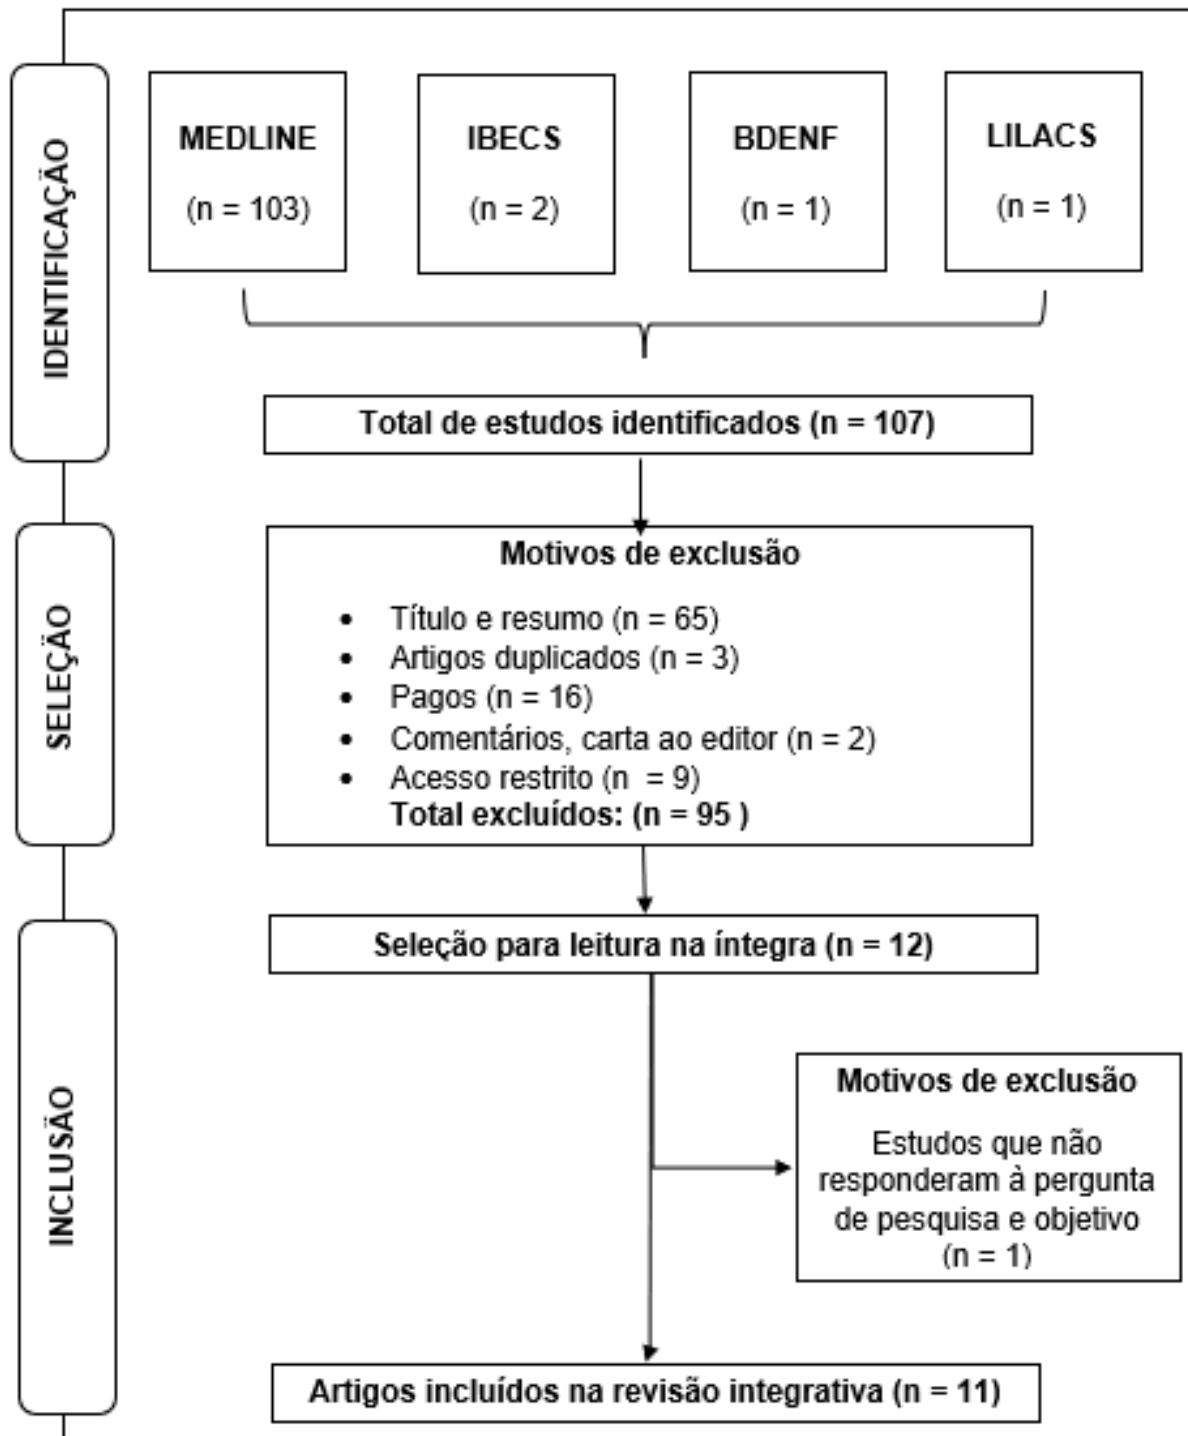 IDENTIFICAÇÃO
MEDLINE
(n = 103)
IBECS
(n = 2)
BDENF
(n = 1)
LILACS
(n = 1)
Total de estudos identificados (n = 107)
SELEÇÃO
Motivos de exclusão
• Título e resumo (n = 65)
• Artigos duplicados (n = 3)
• Pagos (n = 16)
• Comentários, carta ao editor (n = 2)
• Acesso restrito (n  = 9)
Total excluídos: (n = 95 )
INCLUSÃO
Seleção para leitura na íntegra (n = 12)
Motivos de exclusão
Estudos que não
responderam à pergunta
de pesquisa e objetivo
(n = 1)
Artigos incluídos na revisão integrativa (n = 11)